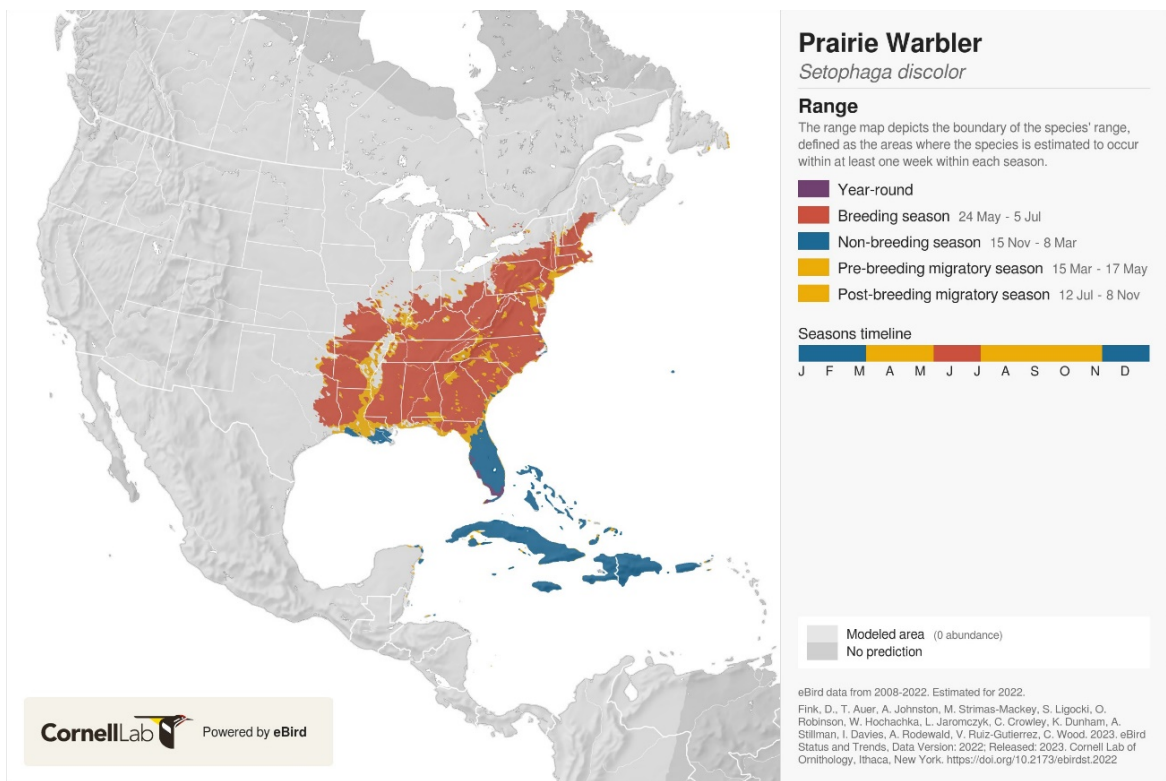 Prairie Warbler
Setophaga discolor
Range
The range map depicts the boundary of the species' range,
defined as the areas where the species is estimated to occur
within at least one week within each season.
Year-round
Breeding season 24 May - 5 Jul
Non-breeding season 15 Nov - 8 Mar
Pre-breeding migratory season 15 Mar - 17 May
Post-breeding migratory season 12 Jul - 8 Nov
Seasons timeline
J F M A M J J A S O N D
Modeled area (0 abundance)
No prediction
eBird data from 2008-2022. Estimated for 2022.
Fink, D., T. Auer, A. Johnston, M. Strimas-Mackey, S. Ligocki, O.
Robinson, W. Hochachka, L. Jaromczyk, C. Crowley, K. Dunham, A.
Stillman, I. Davies, A. Rodewald, V. Ruiz-Gutierrez, C. Wood. 2023. eBird
Status and Trends, Data Version: 2022; Released: 2023. Cornell Lab of
Ornithology, Ithaca, New York. https://doi.org/10.2173/ebirdst.2022
CornellLab Powered by eBird